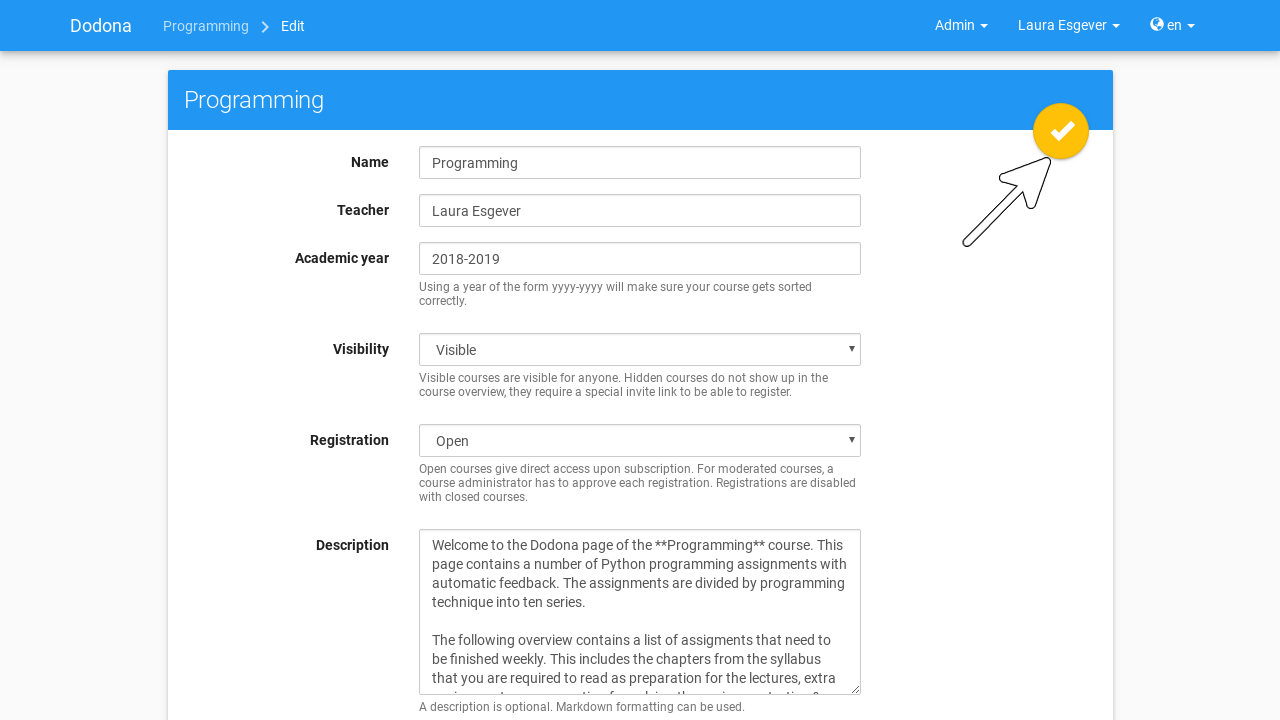 Dodona Programming Edit Admin Laura Esgever en
Programming
Name Programming
Teacher Laura Esgever
Academic year 2018-2019
Using a year of the form yyyy-yyyy will make sure your course gets sorted
correctly.
Visibility Visible
Visible courses are visible for anyone. Hidden courses do not show up in the
course overview, they require a special invite link to be able to register.
Registration Open
Open courses give direct access upon subscription. For moderated courses, a
course administrator has to approve each registration. Registrations are disabled
with closed courses.
Description Welcome to the Dodona page of the **Programming** course. This
page contains a number of Python programming assignments with
automatic feedback. The assignments are divided by programming
technique into ten series.
The following overview contains a list of assigments that need to
be finished weekly. This includes the chapters from the syllabus
that you are required to read as preparation for the lectures, extra
A description is optional. Markdown formatting can be used.